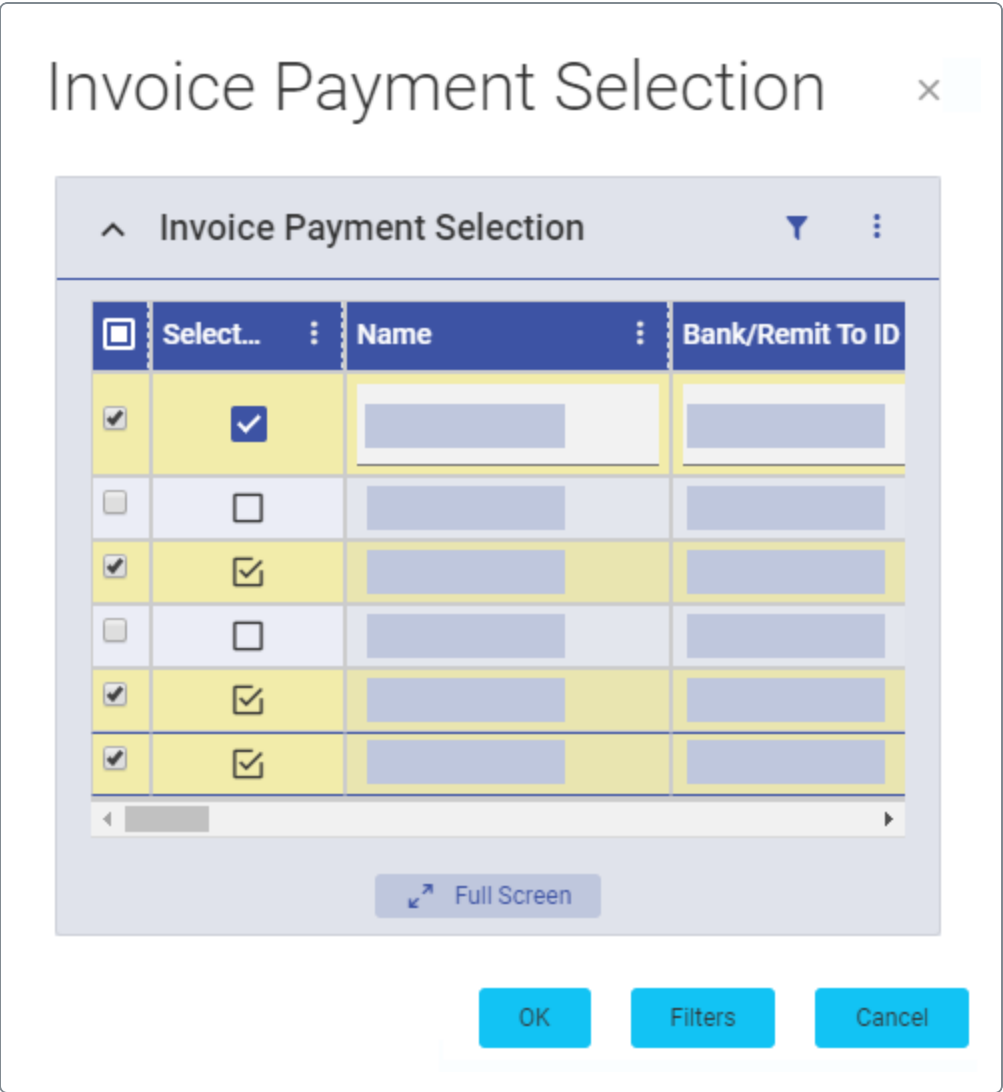 Invoice Payment Selection
Invoice Payment Selection
Select... Name Bank/Remit To ID
Full Screen
OK Filters Cancel